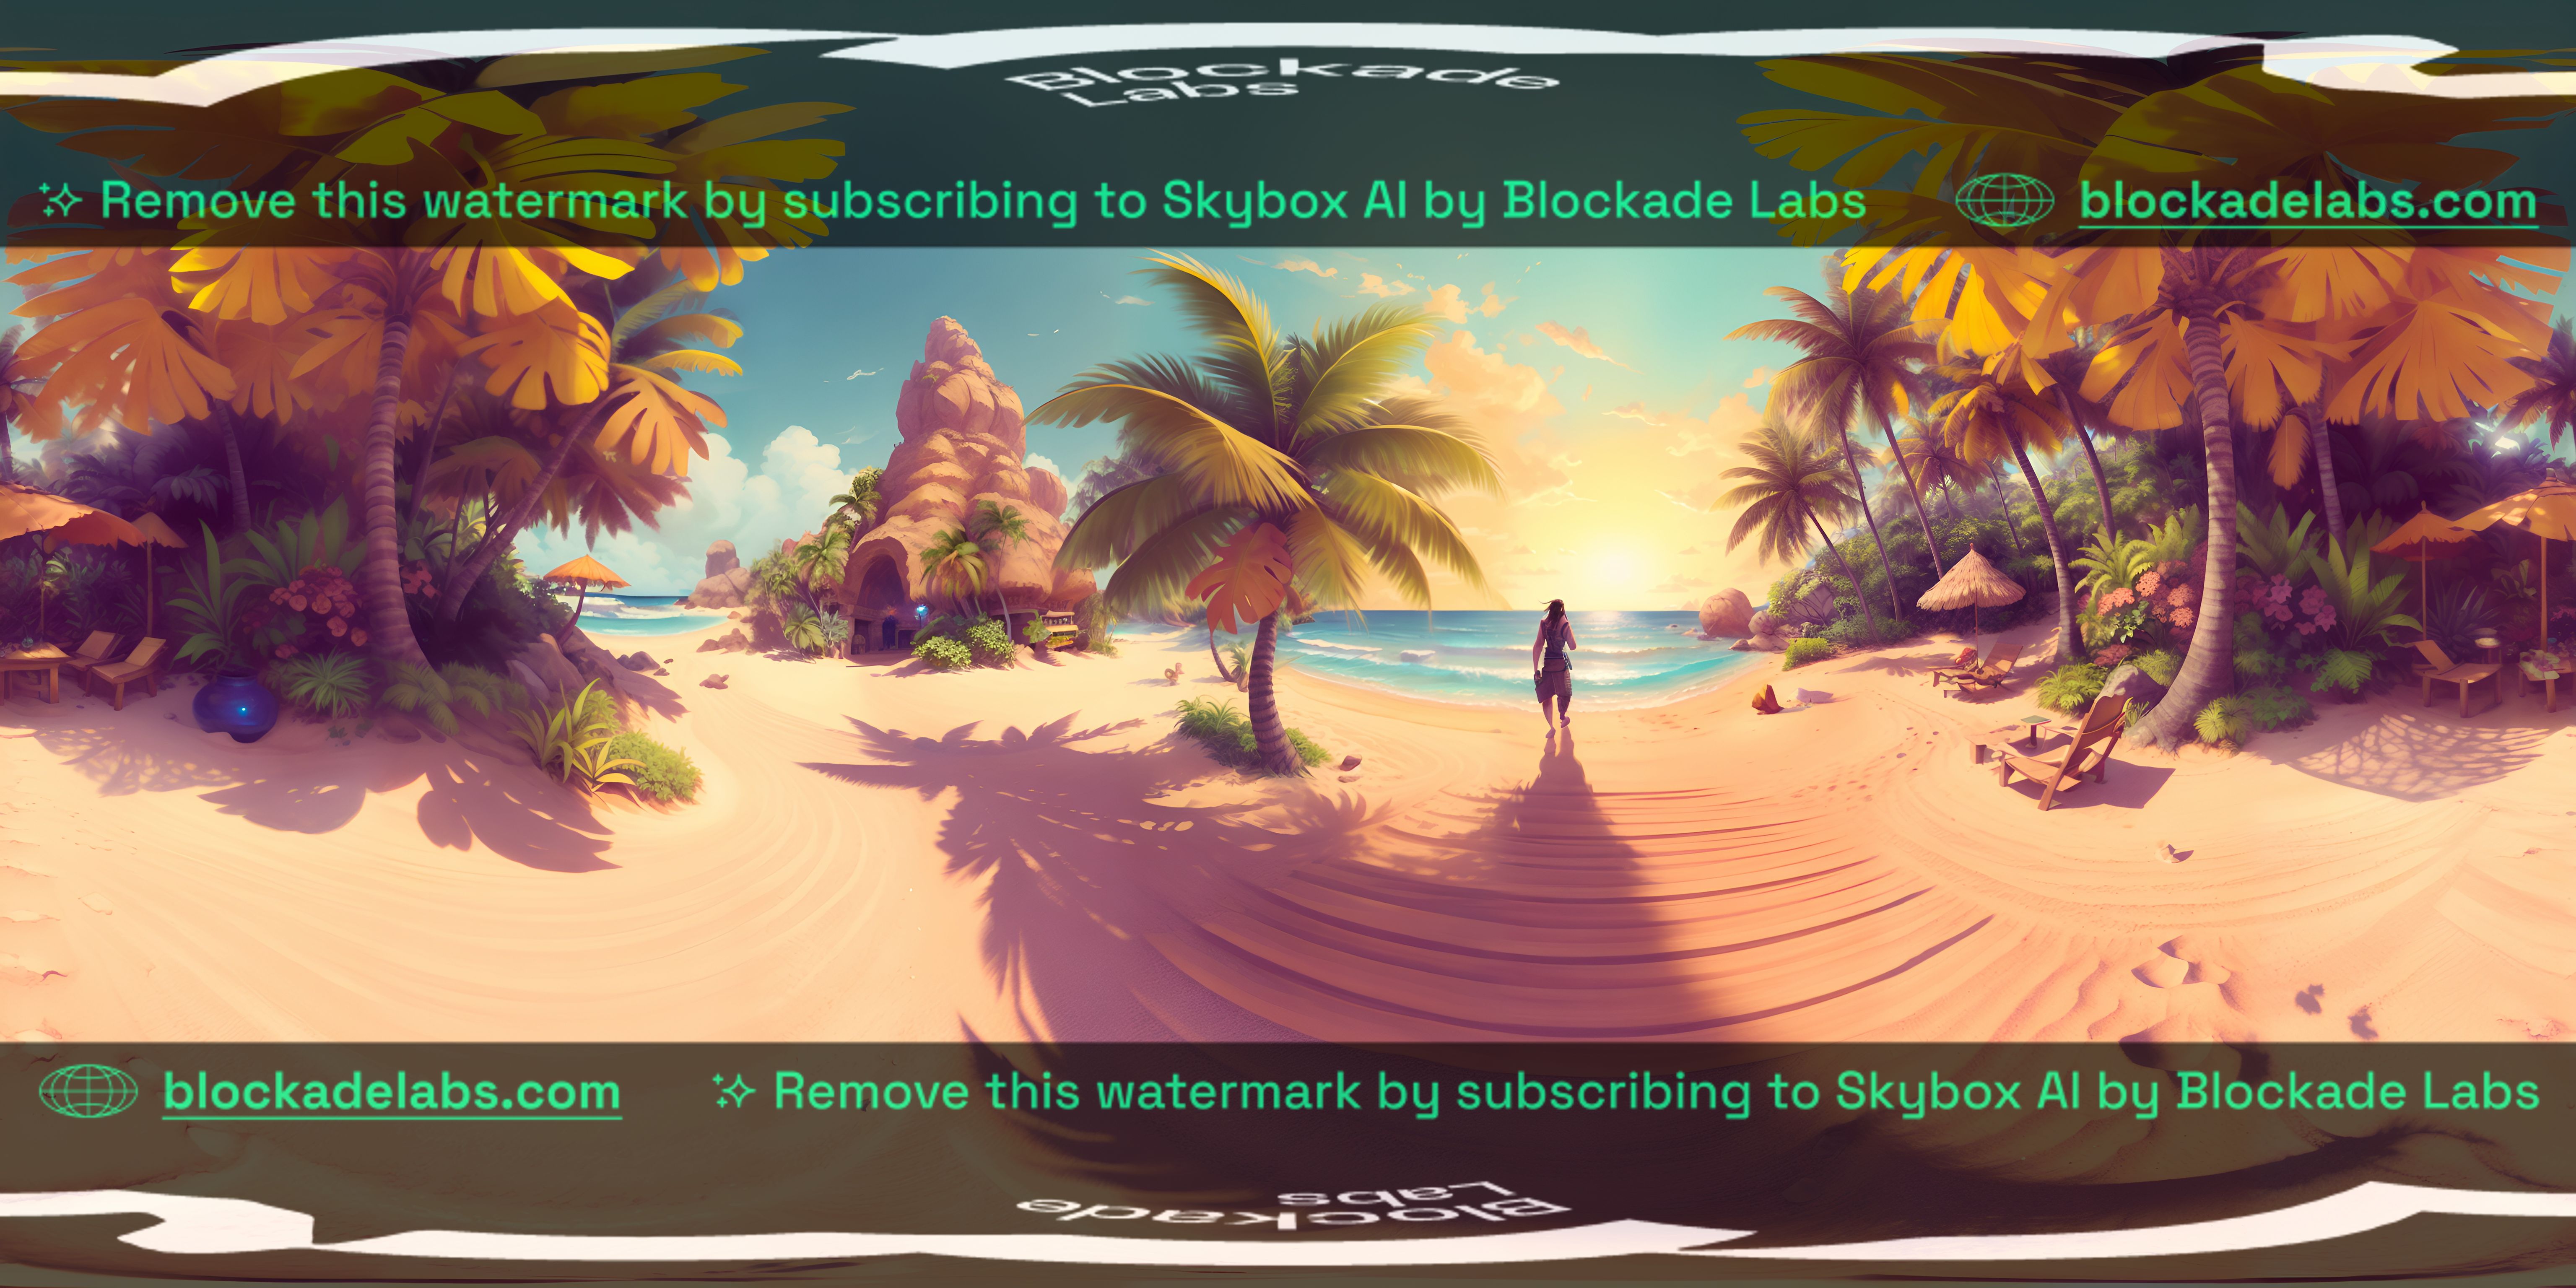 Blockade
Labs
Remove this watermark by subscribing to Skybox AI by Blockade Labs
blockadelabs.com
blockadelabs.com
Remove this watermark by subscribing to Skybox AI by Blockade Labs
Labs
Blockade